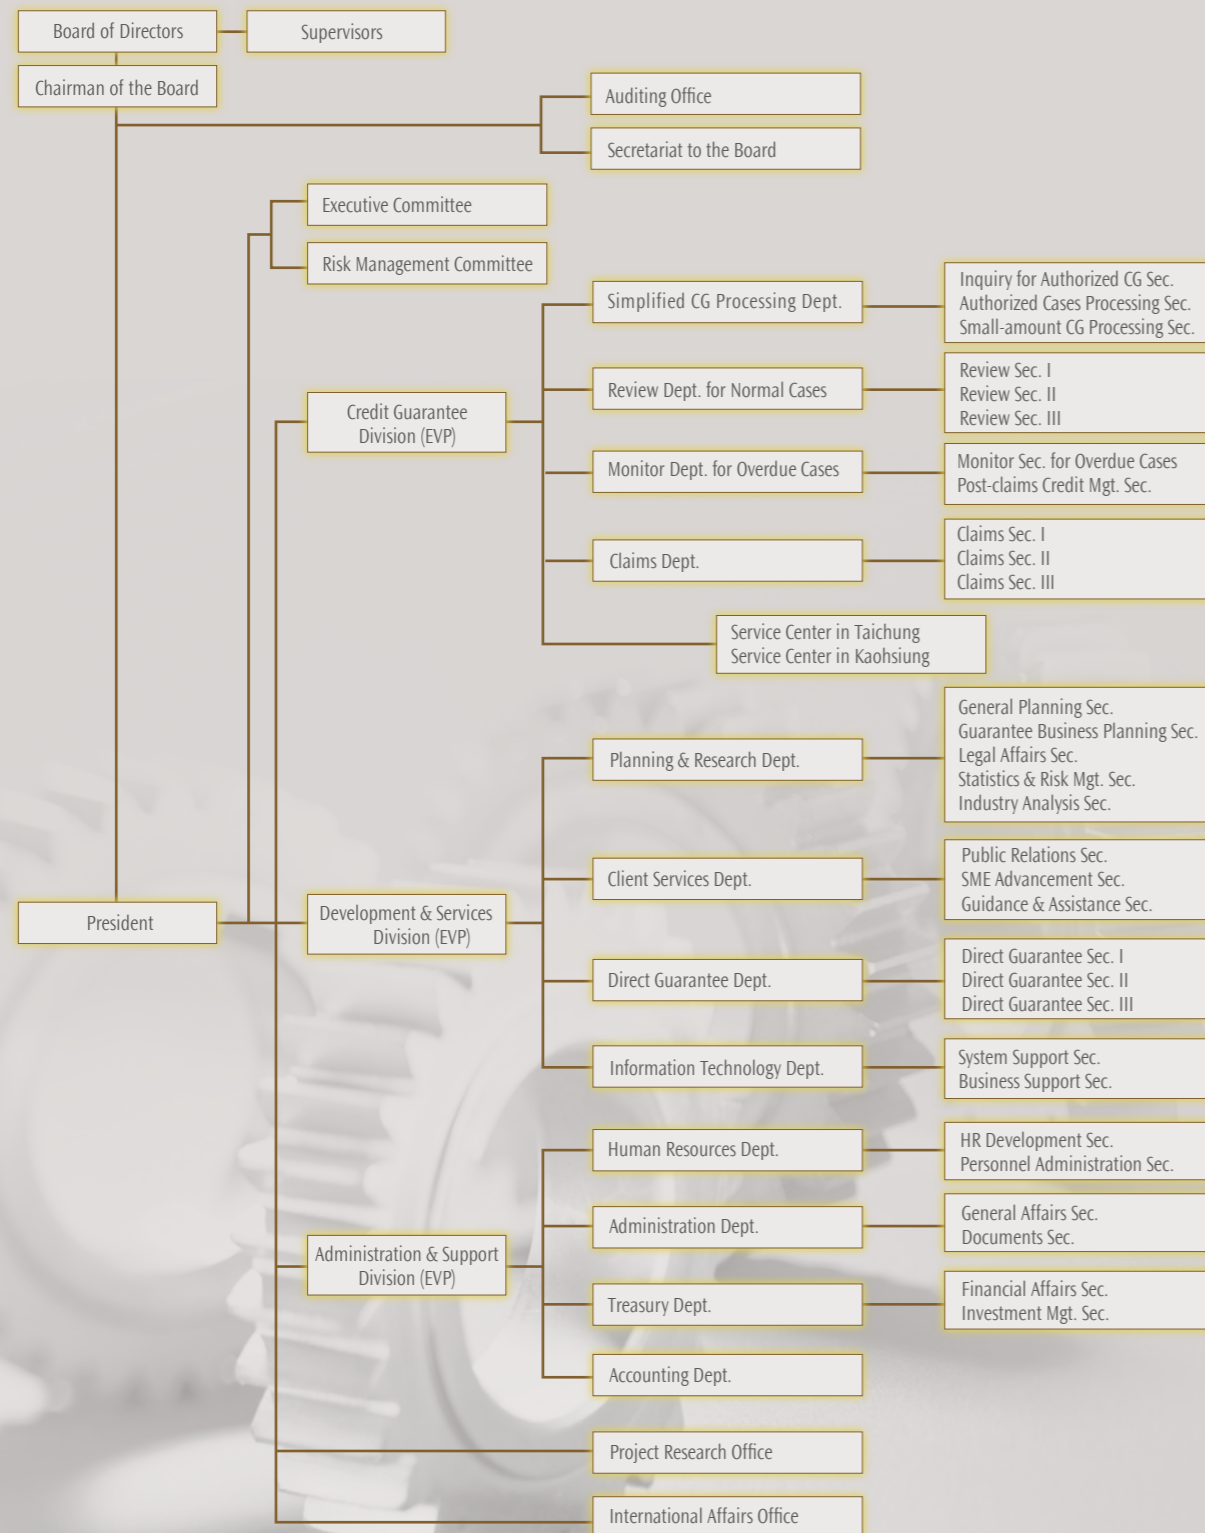 Board of Directors
Supervisors
Chairman of the Board
Auditing Office
Secretariat to the Board
Executive Committee
Risk Management Committee
Simplified CG Processing Dept.
Inquiry for Authorized CG Sec.
Authorized Cases Processing Sec.
Small-amount CG Processing Sec.
Credit Guarantee
Division (EVP)
Review Dept. for Normal Cases
Review Sec. I
Review Sec. II
Review Sec. III
Monitor Dept. for Overdue Cases
Monitor Sec. for Overdue Cases
Post-claims Credit Mgt. Sec.
Claims Dept.
Claims Sec. I
Claims Sec. II
Claims Sec. III
Service Center in Taichung
Service Center in Kaohsiung
Planning & Research Dept.
General Planning Sec.
Guarantee Business Planning Sec.
Legal Affairs Sec.
Statistics & Risk Mgt. Sec.
Industry Analysis Sec.
Client Services Dept.
Public Relations Sec.
SME Advancement Sec.
Guidance & Assistance Sec.
President
Development & Services
Division (EVP)
Direct Guarantee Dept.
Direct Guarantee Sec. I
Direct Guarantee Sec. II
Direct Guarantee Sec. III
Information Technology Dept.
System Support Sec.
Business Support Sec.
Human Resources Dept.
HR Development Sec.
Personnel Administration Sec.
Administration & Support
Division (EVP)
Administration Dept.
General Affairs Sec.
Documents Sec.
Treasury Dept.
Financial Affairs Sec.
Investment Mgt. Sec.
Accounting Dept.
Project Research Office
International Affairs Office